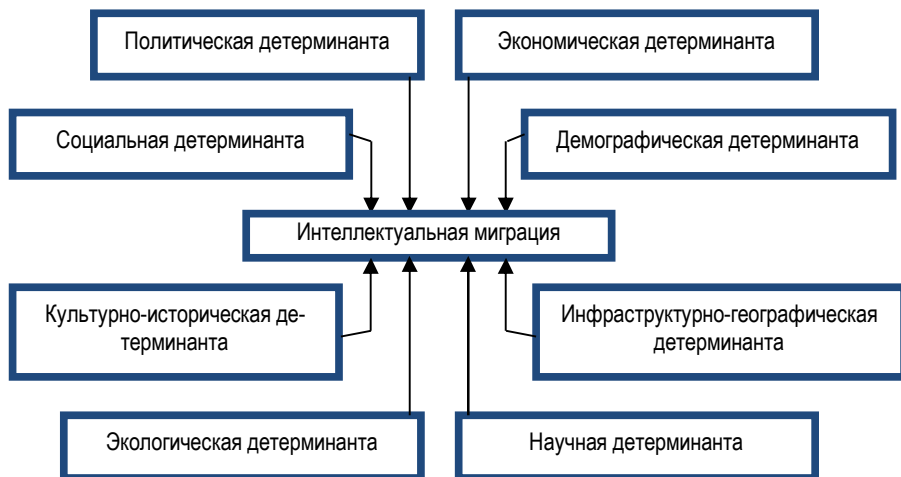 Политическая детерминанта
Экономическая детерминанта
Социальная детерминанта
Демографическая детерминанта
Интеллектуальная миграция
Культурно-историческая де-
терминанта
Инфраструктурно-географическая
детерминанта
Экологическая детерминанта
Научная детерминанта